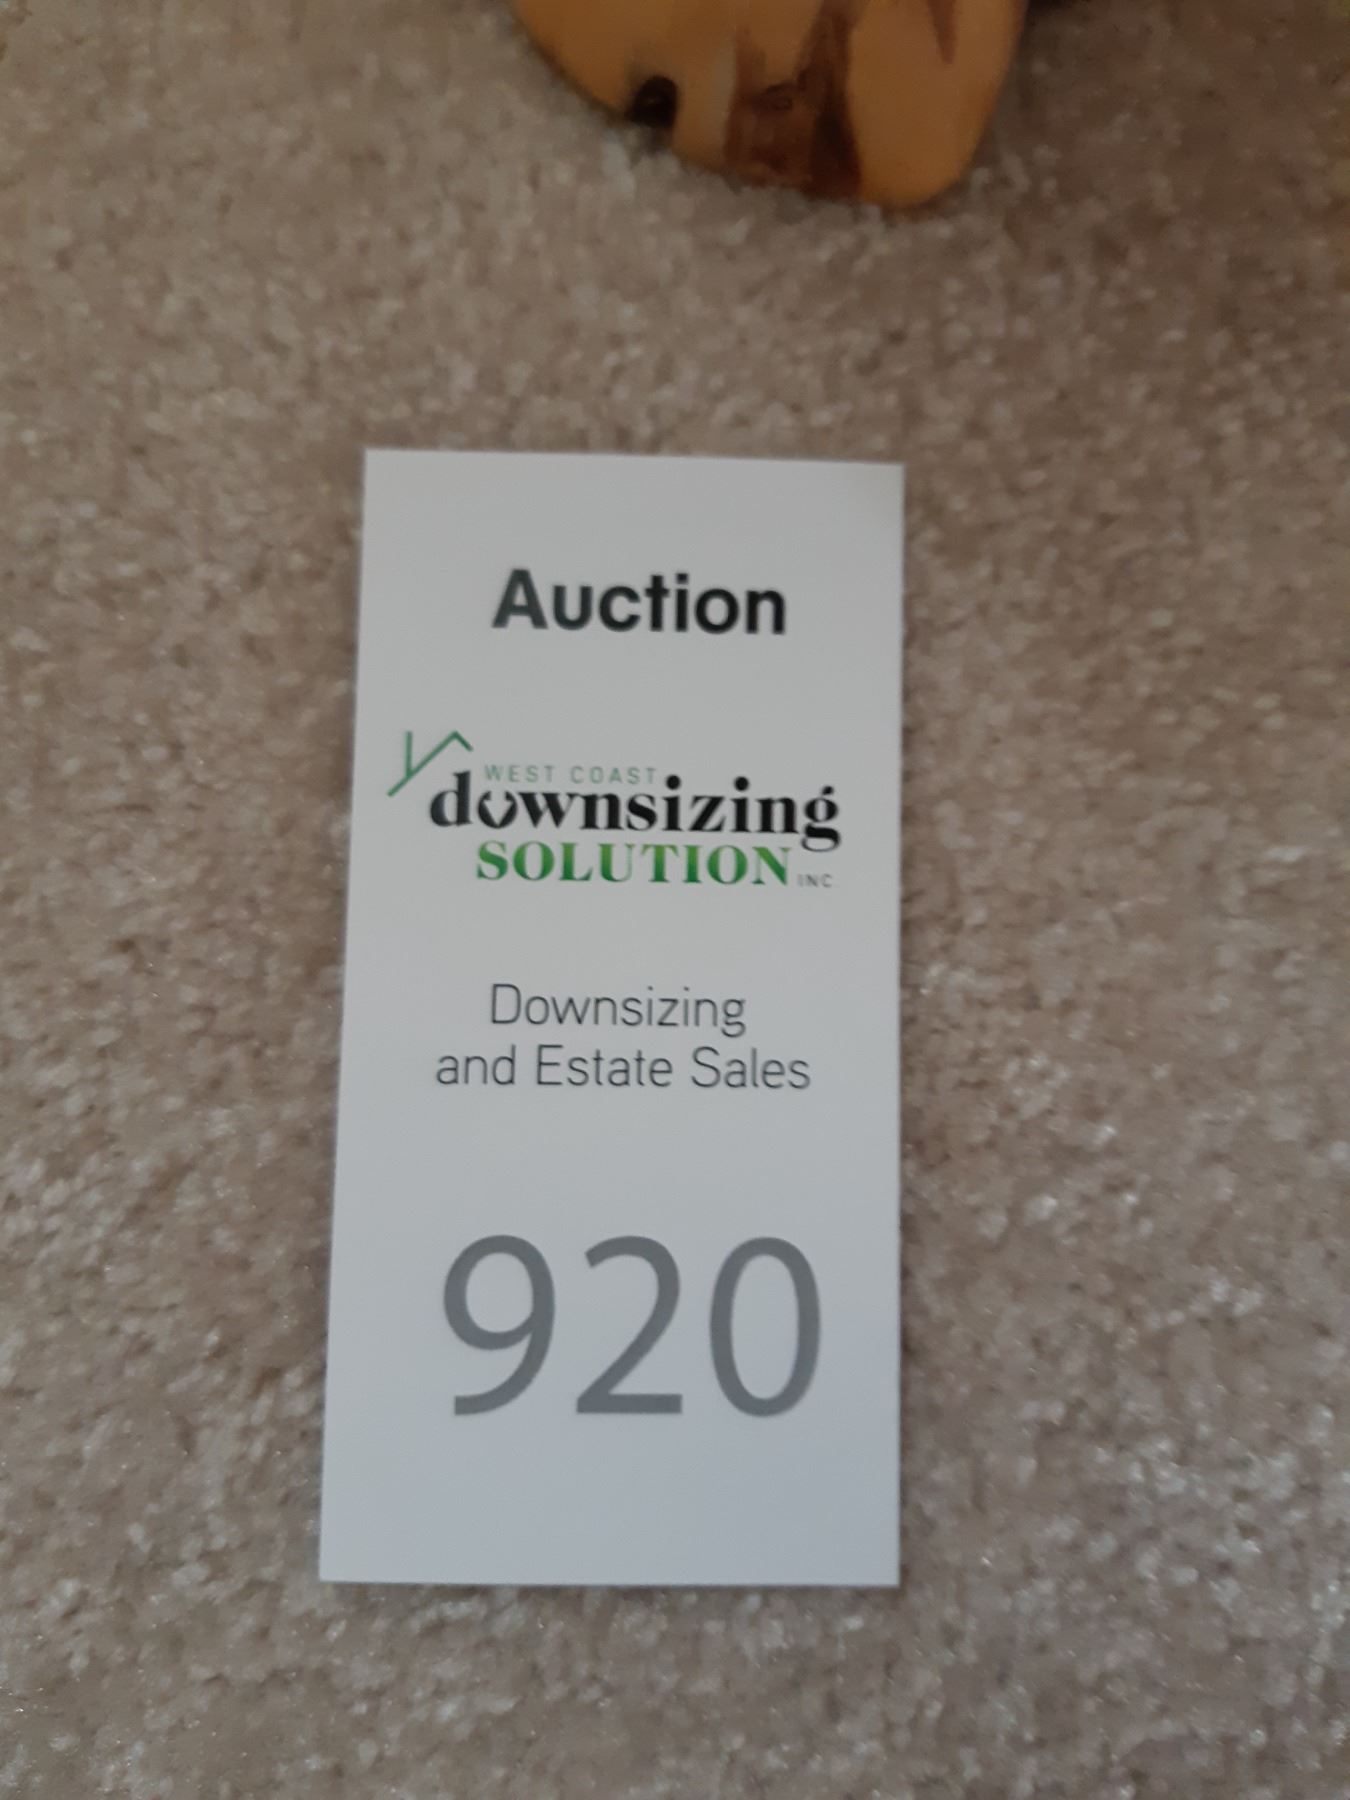 Auction
WEST COAST
downsizing
SOLUTION INC
Downsizing
and Estate Sales
920